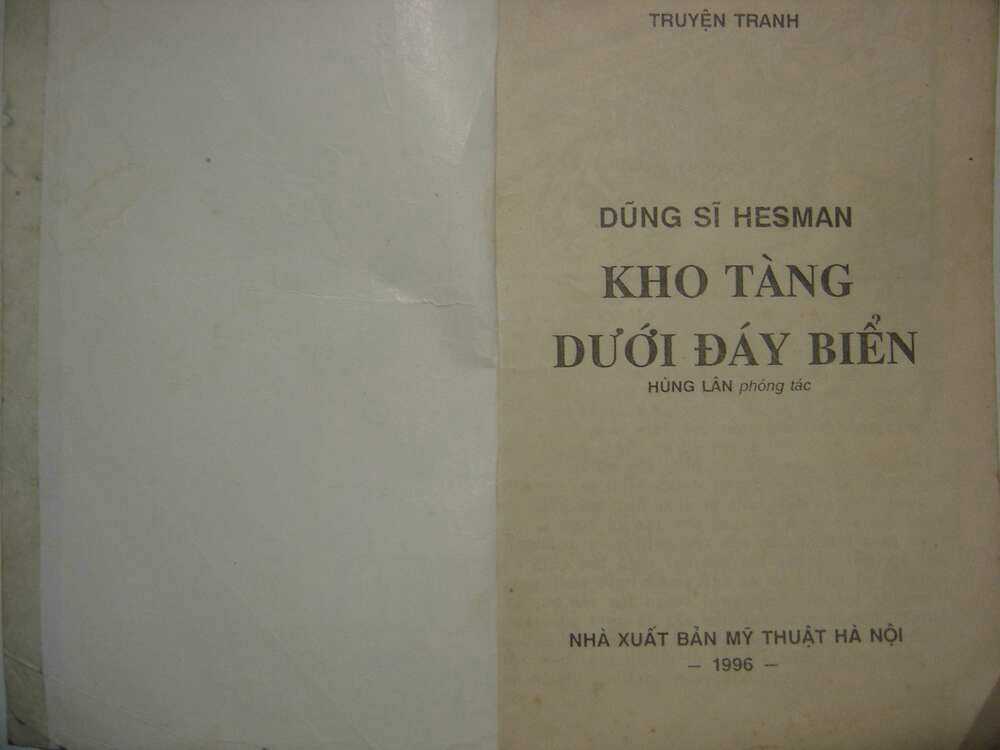 TRUYỆN TRANH
DŨNG SĨ HESMAN
KHO TÀNG
DƯỚI ĐÁY BIỂN
HÙNG LÂN phóng tác
NHÀ XUẤT BẢN MỸ THUẬT HÀ NỘI
– 1996 –